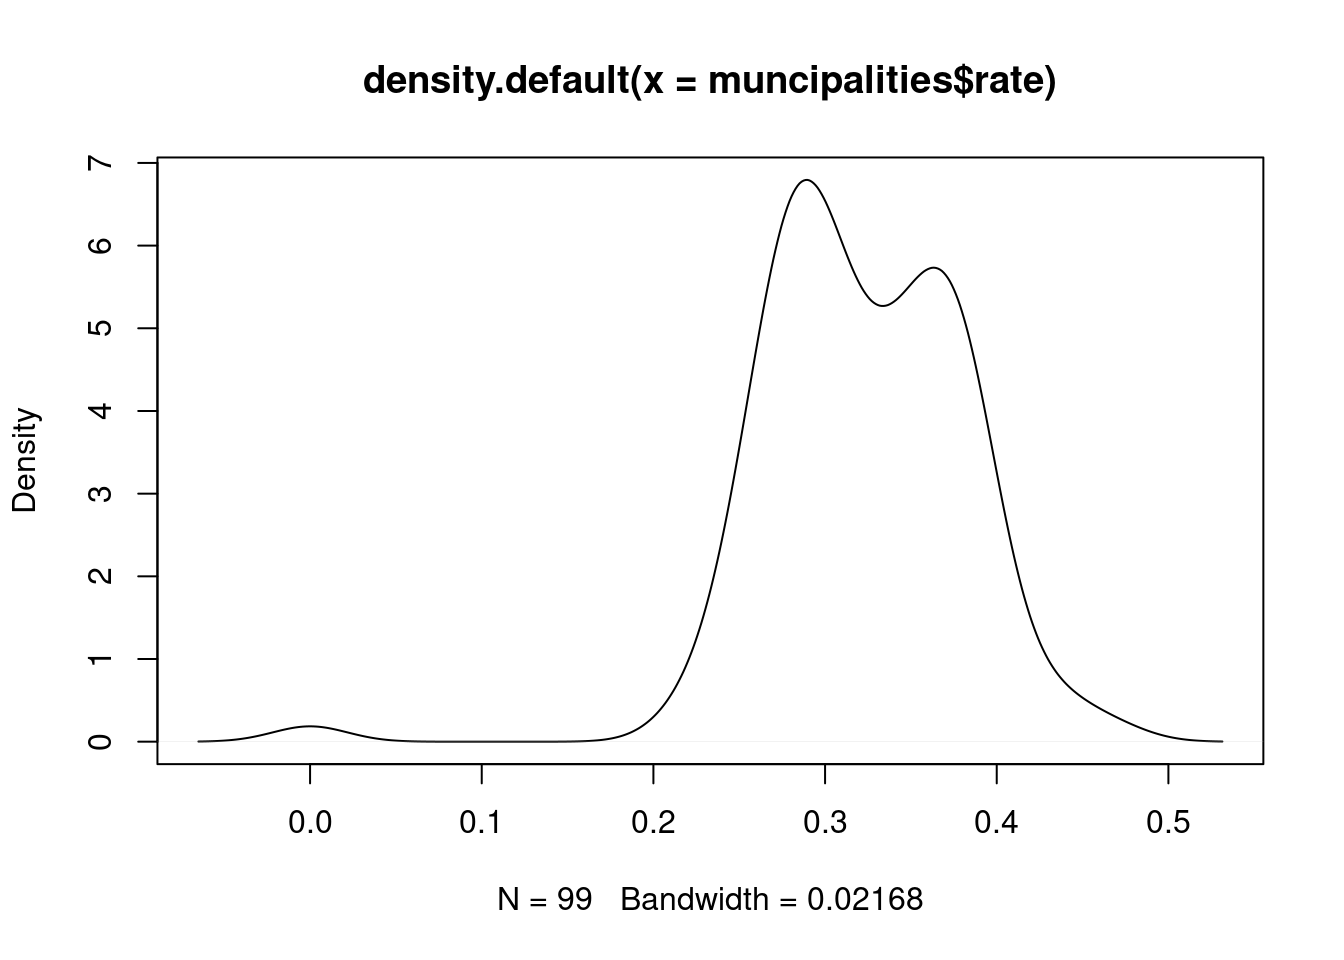 density.default(x = muncipalities$rate)
Density
7
6
5
4
3
2
1
0
0.0 0.1 0.2 0.3 0.4 0.5
N = 99 Bandwidth = 0.02168